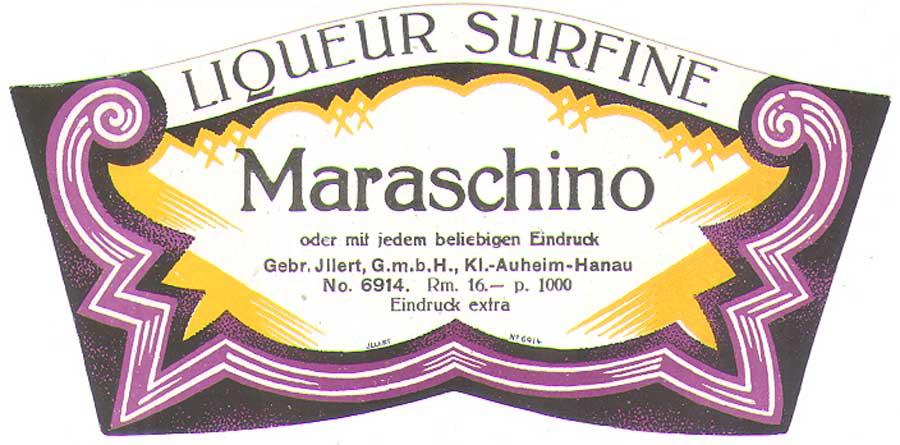 LIQUEUR SURFINE
Maraschino
oder mit jedem beliebigen Eindruck
Gebr. Jllert, G.m.b.H., Kl.-Auheim-Hanau
No. 6914. Rm. 16.— p. 1000
Eindruck extra
JLLERT No 6914